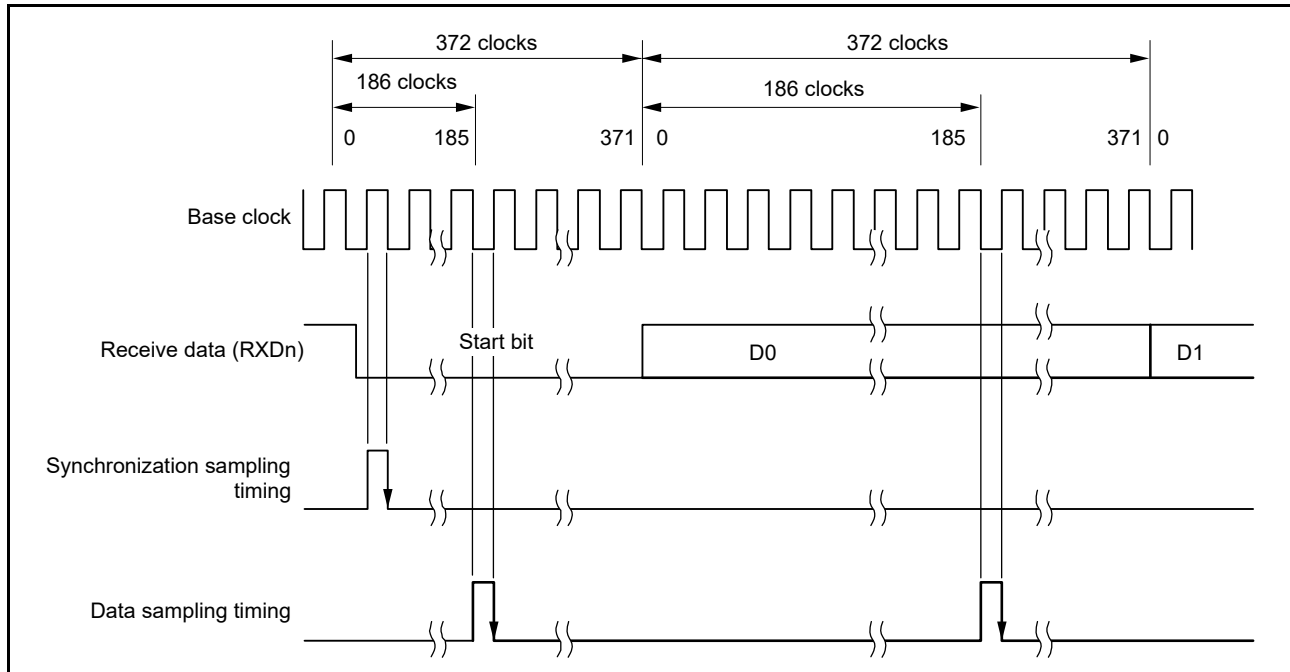 372 clocks
372 clocks
186 clocks
186 clocks
0
185
371
0
185
371
0
Base clock
Receive data (RXDn)
Start bit
D0
D1
Synchronization sampling
timing
Data sampling timing